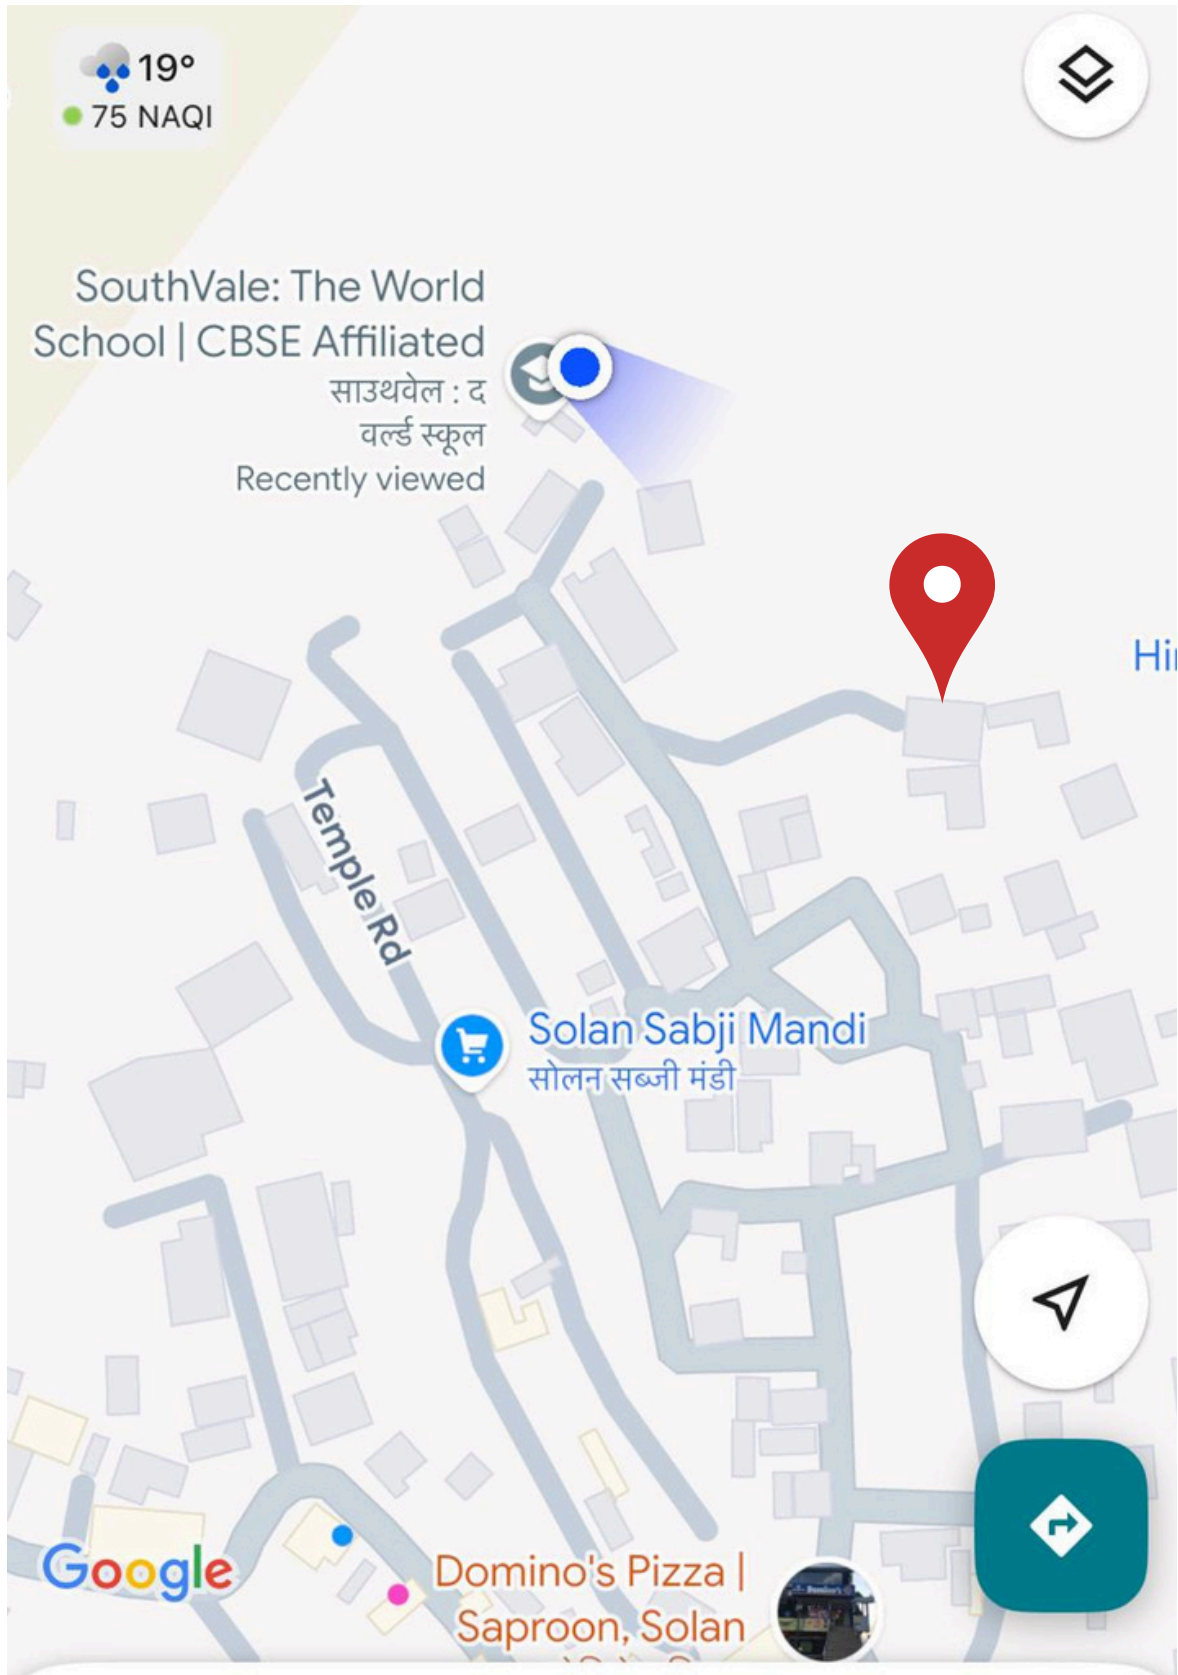 19°
75 NAQI
SouthVale: The World
School | CBSE Affiliated
साउथवेल : द
वर्ल्ड स्कूल
Recently viewed
Temple Rd
Solan Sabji Mandi
सोलन सब्जी मंडी
Google
Domino's Pizza |
Saproon, Solan